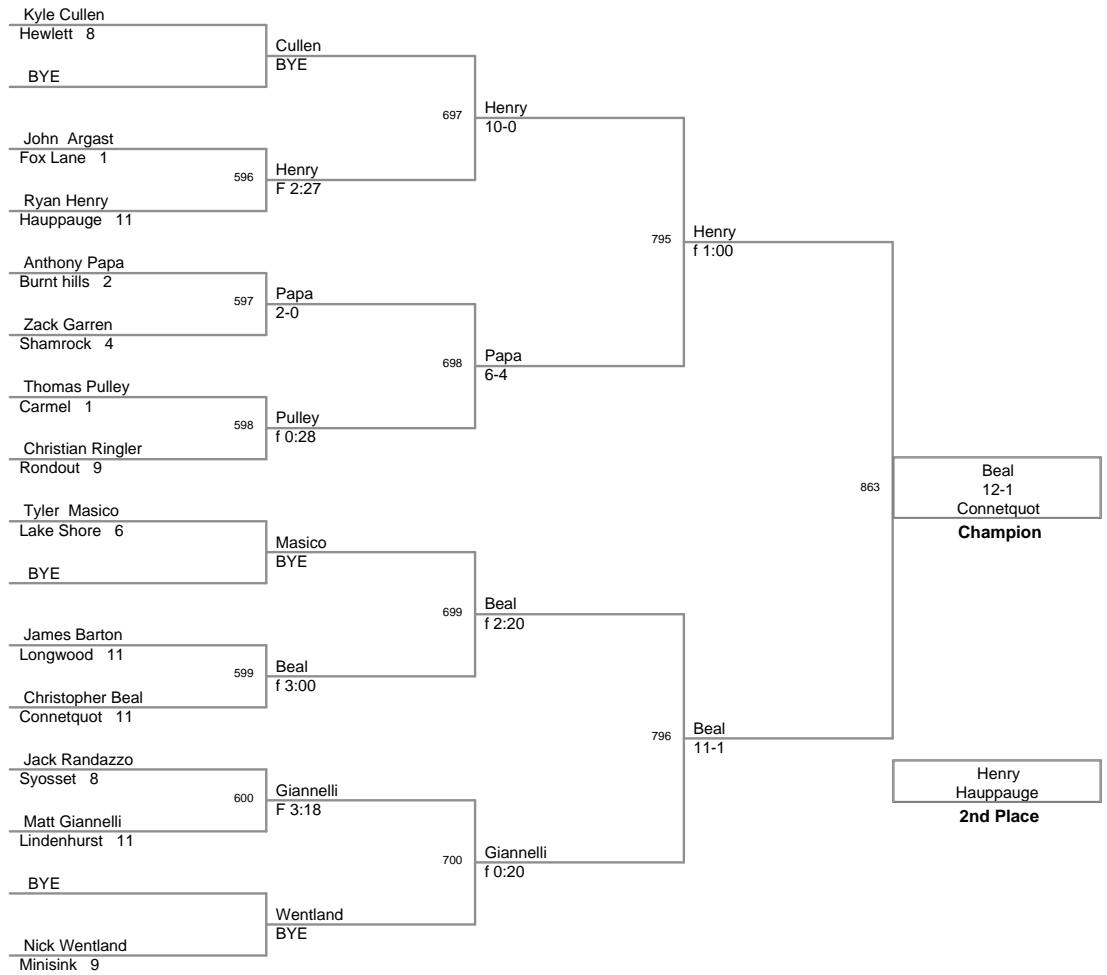 Kyle Cullen
Hewlett 8
BYE
John Argast
Fox Lane 1
Ryan Henry
Hauppauge 11
Anthony Papa
Burnt hills 2
Zack Garren
Shamrock 4
Thomas Pulley
Carmel 1
Christian Ringler
Rondout 9
Tyler Masico
Lake Shore 6
BYE
James Barton
Longwood 11
Christopher Beal
Connetquot 11
Jack Randazzo
Syosset 8
Matt Giannelli
Lindenhurst 11
BYE
Nick Wentland
Minisink 9
Cullen
BYE
596
Henry
F 2:27
597
Papa
2-0
598
Pulley
f 0:28
Masico
BYE
599
Beal
f 3:00
600
Giannelli
F 3:18
Wentland
BYE
697
Henry
10-0
698
Papa
6-4
699
Beal
f 2:20
700
Giannelli
f 0:20
795
Henry
f 1:00
796
Beal
11-1
863
Beal
12-1
Connetquot
Champion
Henry
Hauppauge
2nd Place